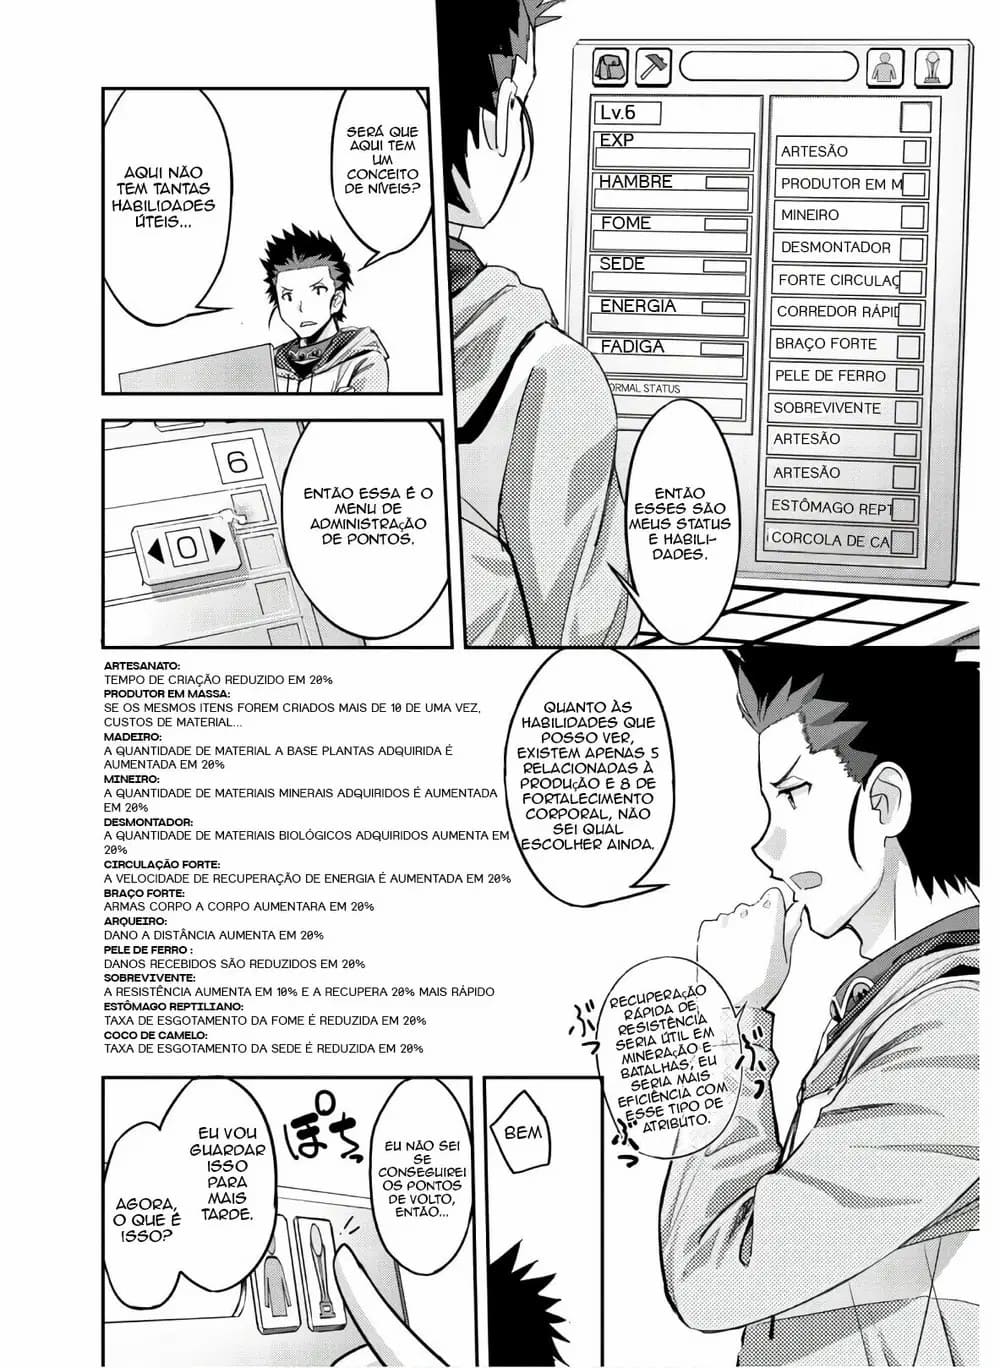 Lv.6
EXP
HAMBRE
FOME
SEDE
ENERGIA
FADIGA
ORMAL STATUS
ARTESÃO
PRODUTOR EM M
MINEIRO
DESMONTADOR
FORTE CIRCULAÇ
CORREDOR RÁPID
BRAÇO FORTE
PELE DE FERRO
SOBREVIVENTE
ARTESÃO
ARTESÃO
ESTÔMAGO REPT
CORCOLA DE CA
ENTÃO
ESSES SÃO
MEUS STATUS
E HABILI-
DADES.
SERÁ QUE
AQUI TEM
UM
CONCEITO
DE NÍVEIS?
AQUI NÃO
TEM TANTAS
HABILIDADES
ÚTEIS...
ENTÃO ESSA É O
MENU DE
ADMINISTRAÇÃO
DE PONTOS.
6
0
QUANTO ÀS
HABILIDADES QUE
POSSO VER,
EXISTEM APENAS 5
RELACIONADAS À
PRODUÇÃO E 8 DE
FORTALECIMENTO
CORPORAL, NÃO
SEI QUAL
ESCOLHER AINDA.
ARTESANATO:
TEMPO DE CRIAÇÃO REDUZIDO EM 20%
PRODUTOR EM MASSA:
SE OS MESMOS ITENS FOREM CRIADOS MAIS DE 10 DE UMA VEZ,
CUSTOS DE MATERIAL...
MADEIRO:
A QUANTIDADE DE MATERIAL A BASE PLANTAS ADQUIRIDA É
AUMENTADA EM 20%
MINEIRO:
A QUANTIDADE DE MATERIAIS MINERAIS ADQUIRIDOS É AUMENTADA
EM 20%
DESMONTADOR:
A QUANTIDADE DE MATERIAIS BIOLÓGICOS ADQUIRIDOS AUMENTA EM
20%
CIRCULAÇÃO FORTE:
A VELOCIDADE DE RECUPERAÇÃO DE ENERGIA É AUMENTADA EM 20%
BRAÇO FORTE:
ARMAS CORPO A CORPO AUMENTARA EM 20%
ARQUEIRO:
DANO A DISTÂNCIA AUMENTA EM 20%
PELE DE FERRO :
DANOS RECEBIDOS SÃO REDUZIDOS EM 20%
SOBREVIVENTE:
A RESISTÊNCIA AUMENTA EM 10% E A RECUPERA 20% MAIS RÁPIDO
ESTÔMAGO REPTILIANO:
TAXA DE ESGOTAMENTO DA FOME É REDUZIDA EM 20%
COCO DE CAMELO:
TAXA DE ESGOTAMENTO DA SEDE É REDUZIDA EM 20%
RECUPERAÇÃO
RÁPIDA DE
RESISTÊNCIA
SERIA ÚTIL EM
MINERAÇÃO E
BATALHAS, EU
SERIA MAIS
EFICIÊNCIA COM
ESSE TIPO DE
ATRIBUTO.
ぶつ
ぶつ
BEM
EU NÃO SEI
SE
CONSEGUIREI
OS PONTOS
DE VOLTO,
ENTÃO...
ぽち
EU VOU
GUARDAR
ISSO
PARA
MAIS
TARDE.
AGORA,
O QUE É
ISSO?